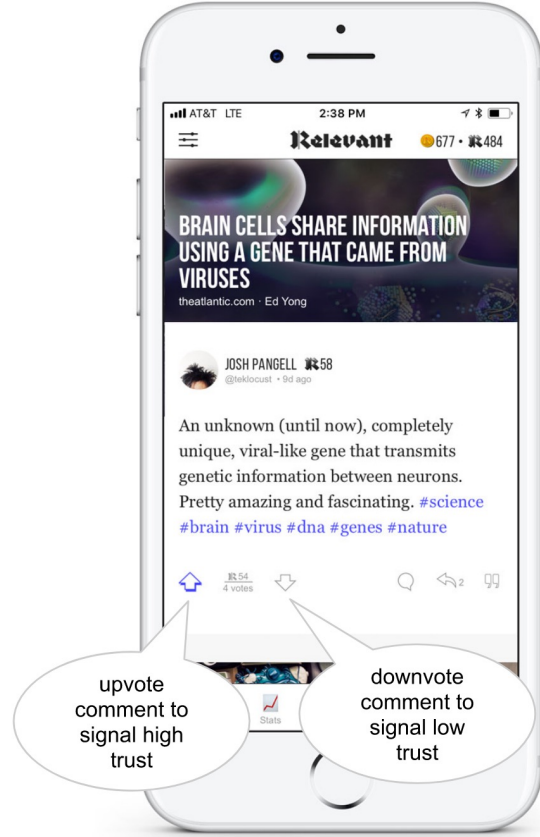 AT&T LTE 2:38 PM
Relevant 677 • R 484
BRAIN CELLS SHARE INFORMATION
USING A GENE THAT CAME FROM
VIRUSES
theatlantic.com · Ed Yong
JOSH PANGELL R 58
@teklocust • 9d ago
An unknown (until now), completely
unique, viral-like gene that transmits
genetic information between neurons.
Pretty amazing and fascinating. #science
#brain #virus #dna #genes #nature
R 54
4 votes
2
upvote
comment to
signal high
trust
Stats
downvote
comment to
signal low
trust